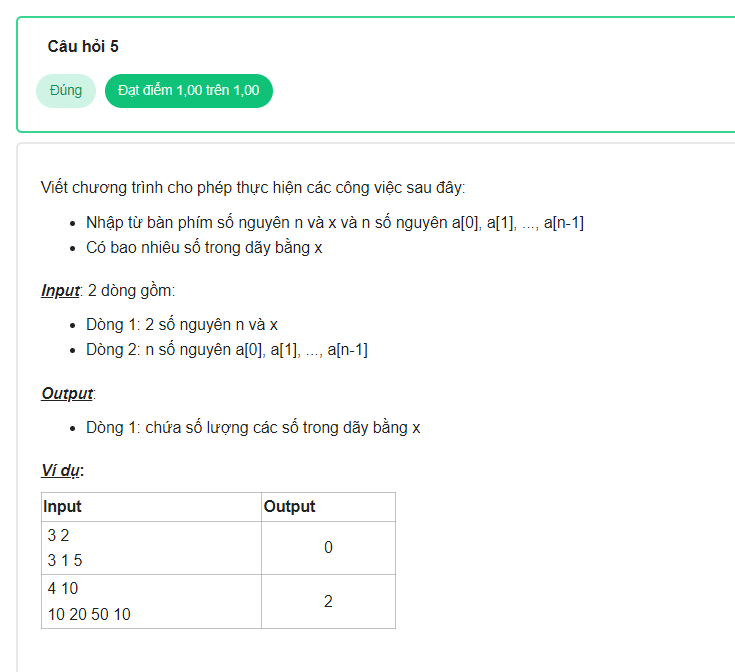 Câu hỏi 5
Đúng
Đạt điểm 1,00 trên 1,00
Viết chương trình cho phép thực hiện các công việc sau đây:
• Nhập từ bàn phím số nguyên n và x và n số nguyên a[0], a[1], ..., a[n-1]
• Có bao nhiêu số trong dãy bằng x
Input: 2 dòng gồm:
• Dòng 1: 2 số nguyên n và x
• Dòng 2: n số nguyên a[0], a[1], ..., a[n-1]
Output:
• Dòng 1: chứa số lượng các số trong dãy bằng x
Ví dụ:
Input Output
3 2
3 1 5
0
4 10
10 20 50 10
2